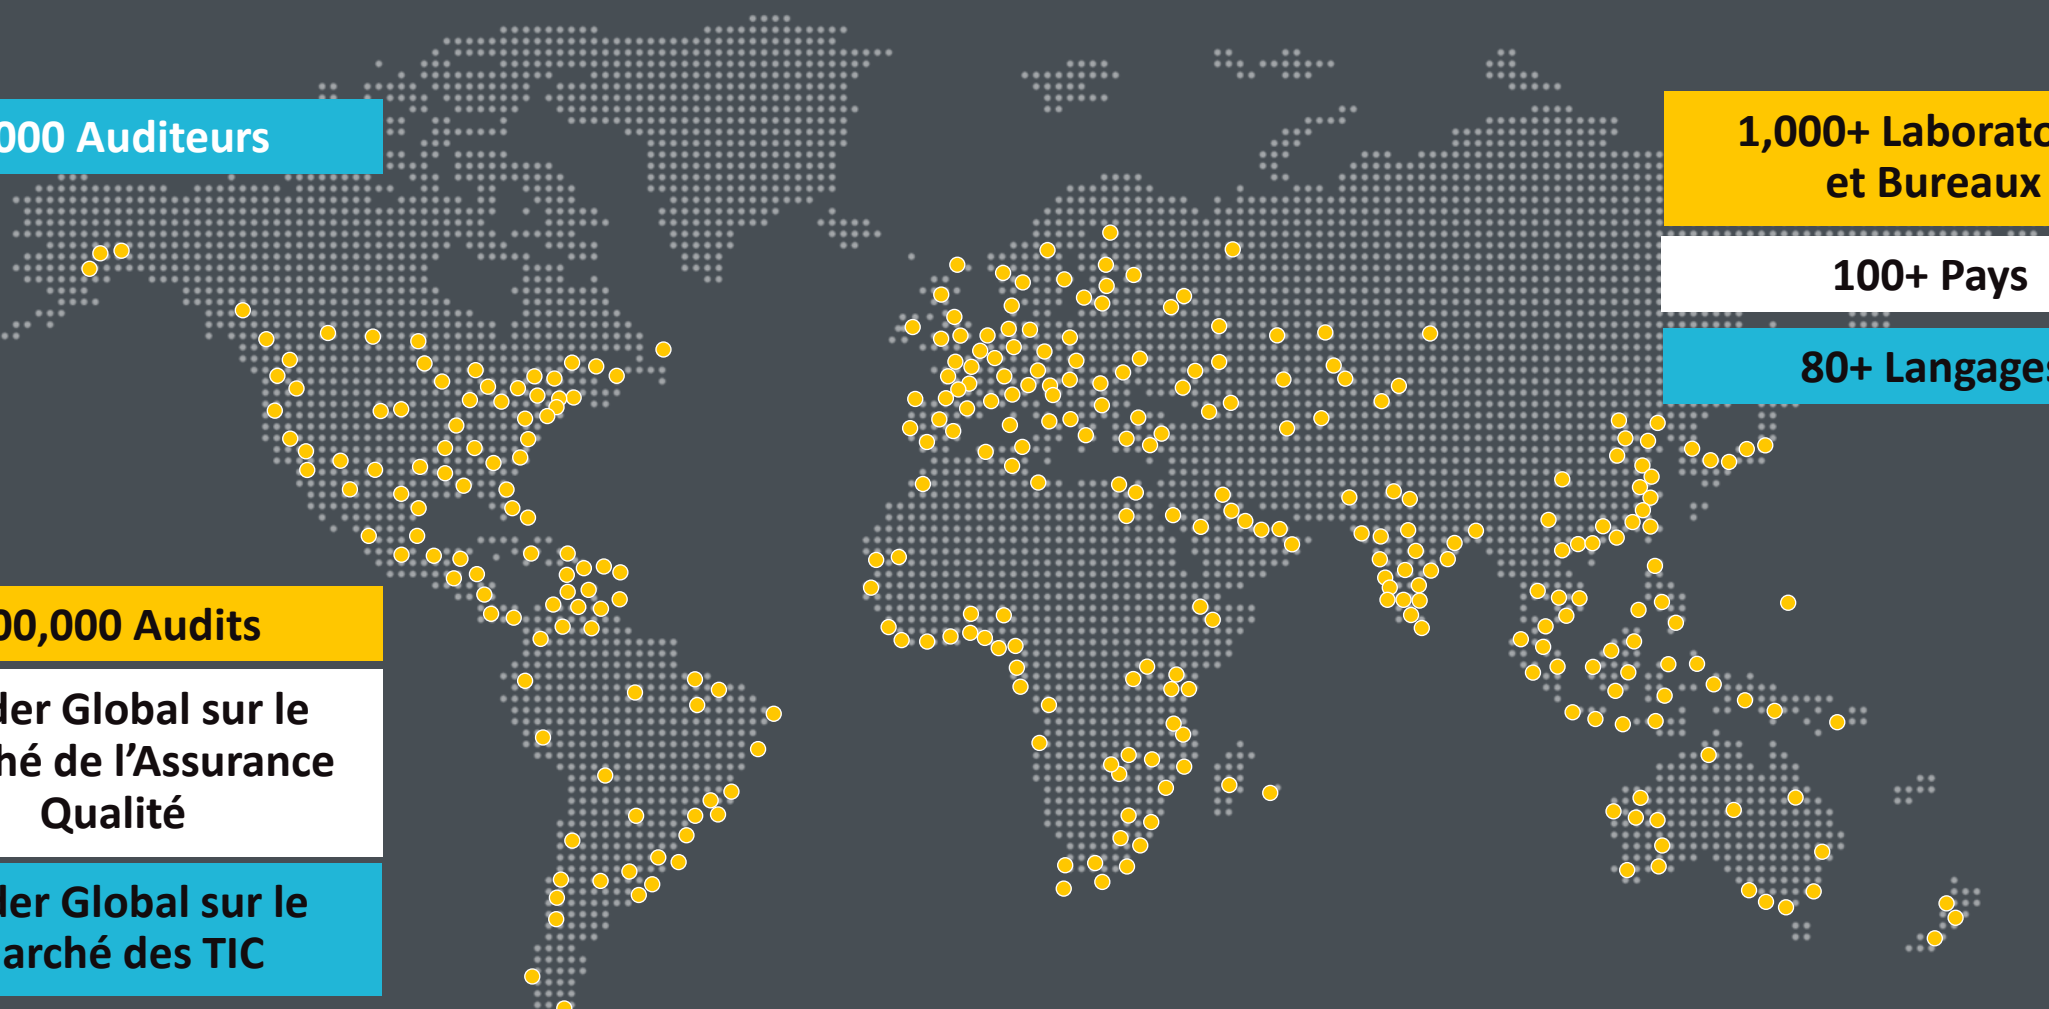 000 Auditeurs
00,000 Audits
der Global sur le
hé de l'Assurance
Qualité
der Global sur le
arché des TIC
1,000+ Laborato
et Bureaux
100+ Pays
80+ Langages